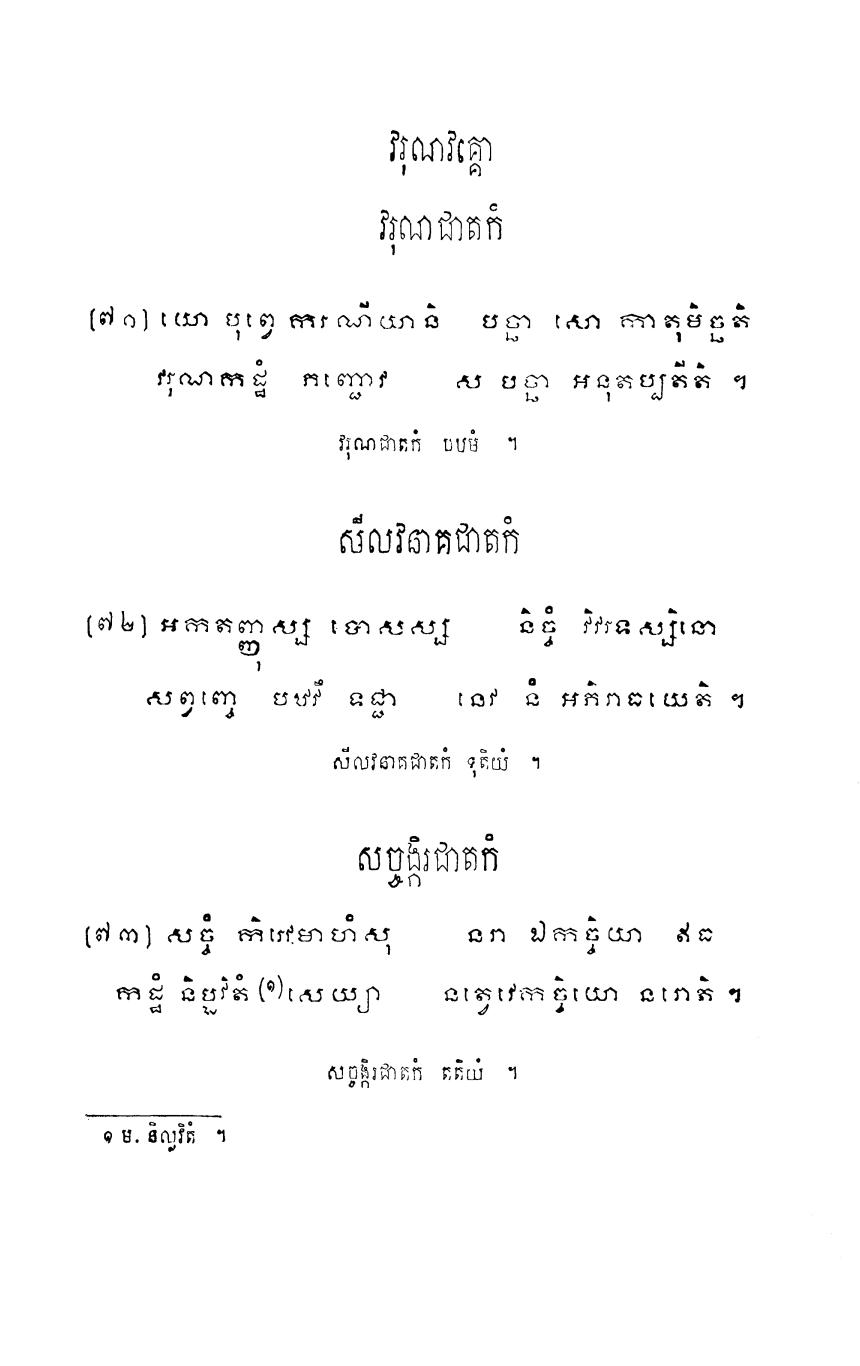 វរុណវគ្គោ
វរុណជាតកំ
(៧១) យោ បុព្វេ ករណីយានិ បច្ឆា សោ កាតុមិច្ឆតិ
វរុណកដ្ឋំ ភញ្ជោវ ស បច្ឆា អនុតប្បតីតិ ។
វរុណជាតកំ បឋមំ ។
សីលវនាគជាតកំ
(៧២) អកតញ្ញុស្ស បោសស្ស និច្ចំ វិវរទស្សិនោ
សព្វញ្ចេ បឋវឹ ទជ្ជា នេវ នំ អភិរាធយេតិ ។
សីលវនាគជាតកំ ទុតិយំ ។
សច្ចង្កិរជាតកំ
(៧៣) សច្ចំ កិរេវមាហំសុ នរា ឯកច្ចិយា ឥធ
កដ្ឋំ និប្លវិតំ (១) សេយ្យោ នត្វេវេកច្ចិយោ នរោតិ ។
សច្ចង្កិរជាតកំ តតិយំ ។
១ ម. និល្លវិតំ ។